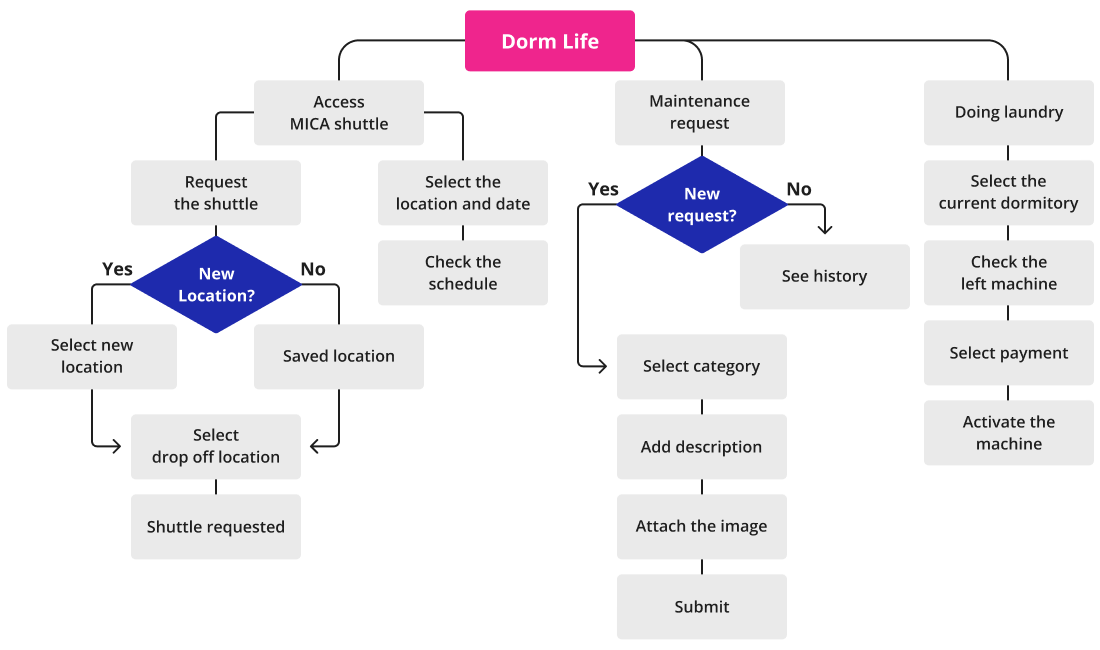 Dorm Life
Access
MICA shuttle
Request
the shuttle
New
Location?
Yes
No
Select new
location
Saved location
Select
drop off location
Shuttle requested
Select the
location and date
Check the
schedule
Maintenance
request
New
request?
Yes
No
See history
Select category
Add description
Attach the image
Submit
Doing laundry
Select the
current dormitory
Check the
left machine
Select payment
Activate the
machine